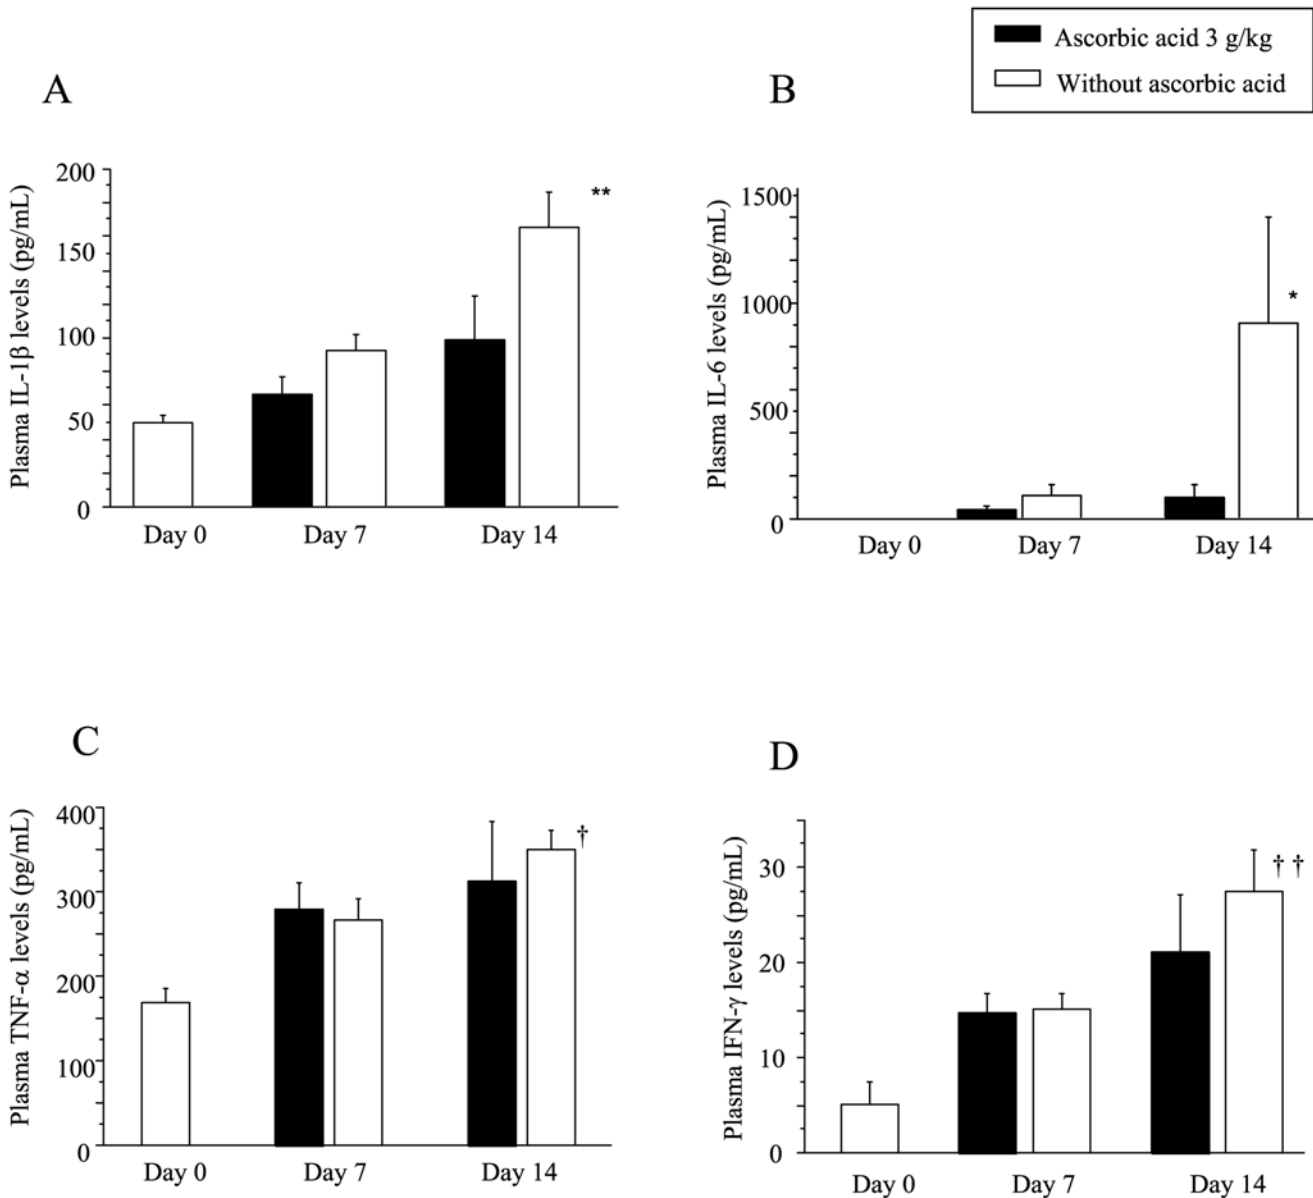 Ascorbic acid 3 g/kg
Without ascorbic acid
A
Plasma IL-1β levels (pg/mL)
200
150
100
50
0
**
Day 0 Day 7 Day 14
B
Plasma IL-6 levels (pg/mL)
1500
1000
500
0
*
Day 0 Day 7 Day 14
C
Plasma TNF-α levels (pg/mL)
400
300
200
100
0
†
Day 0 Day 7 Day 14
D
Plasma IFN-γ levels (pg/mL)
30
20
10
0
† †
Day 0 Day 7 Day 14